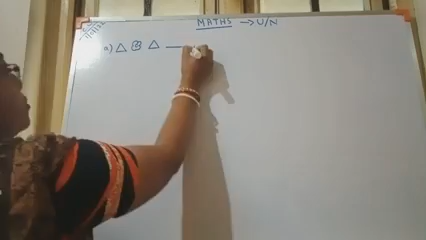 MATHS → U/N
a) △ △ —